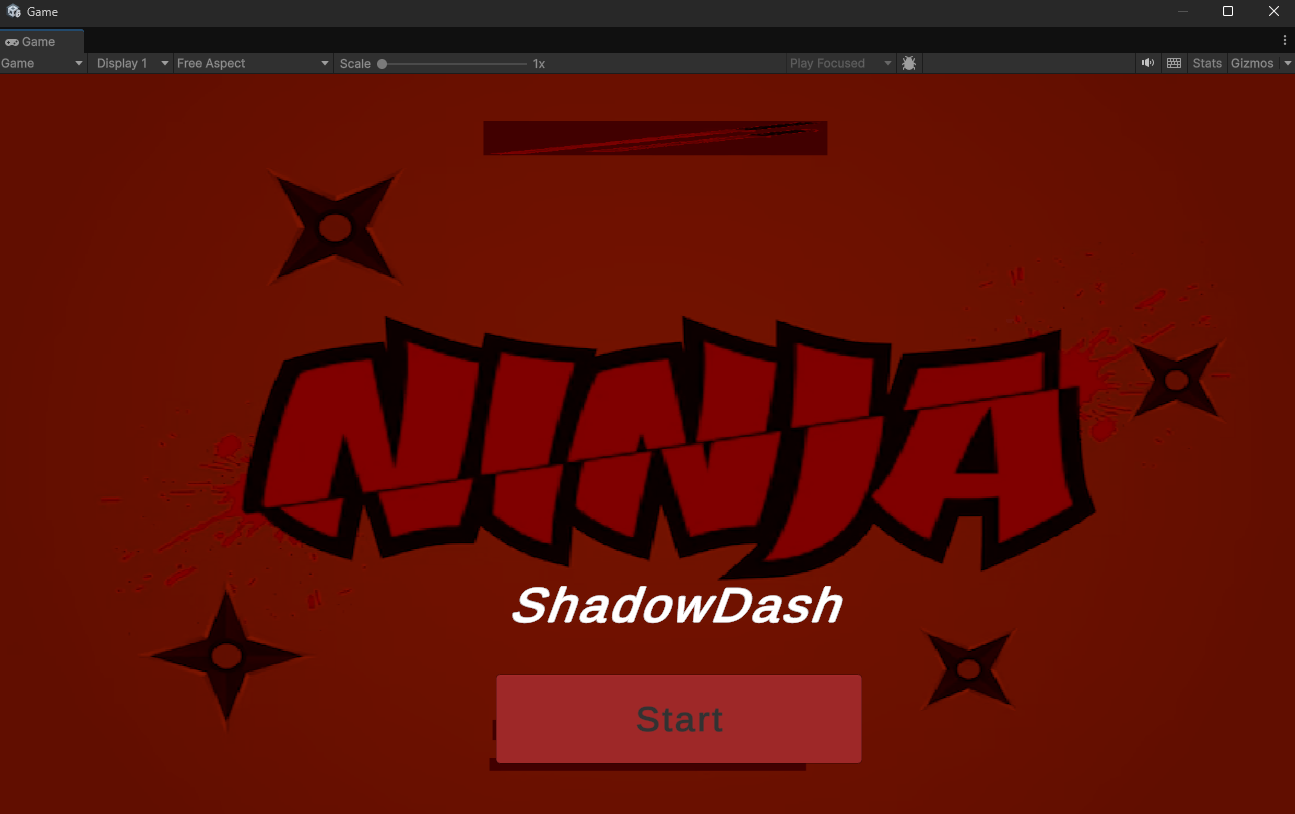 Game
Game
Game Display 1 Free Aspect Scale 1x Play Focused Stats Gizmos
NINJA
ShadowDash
Start